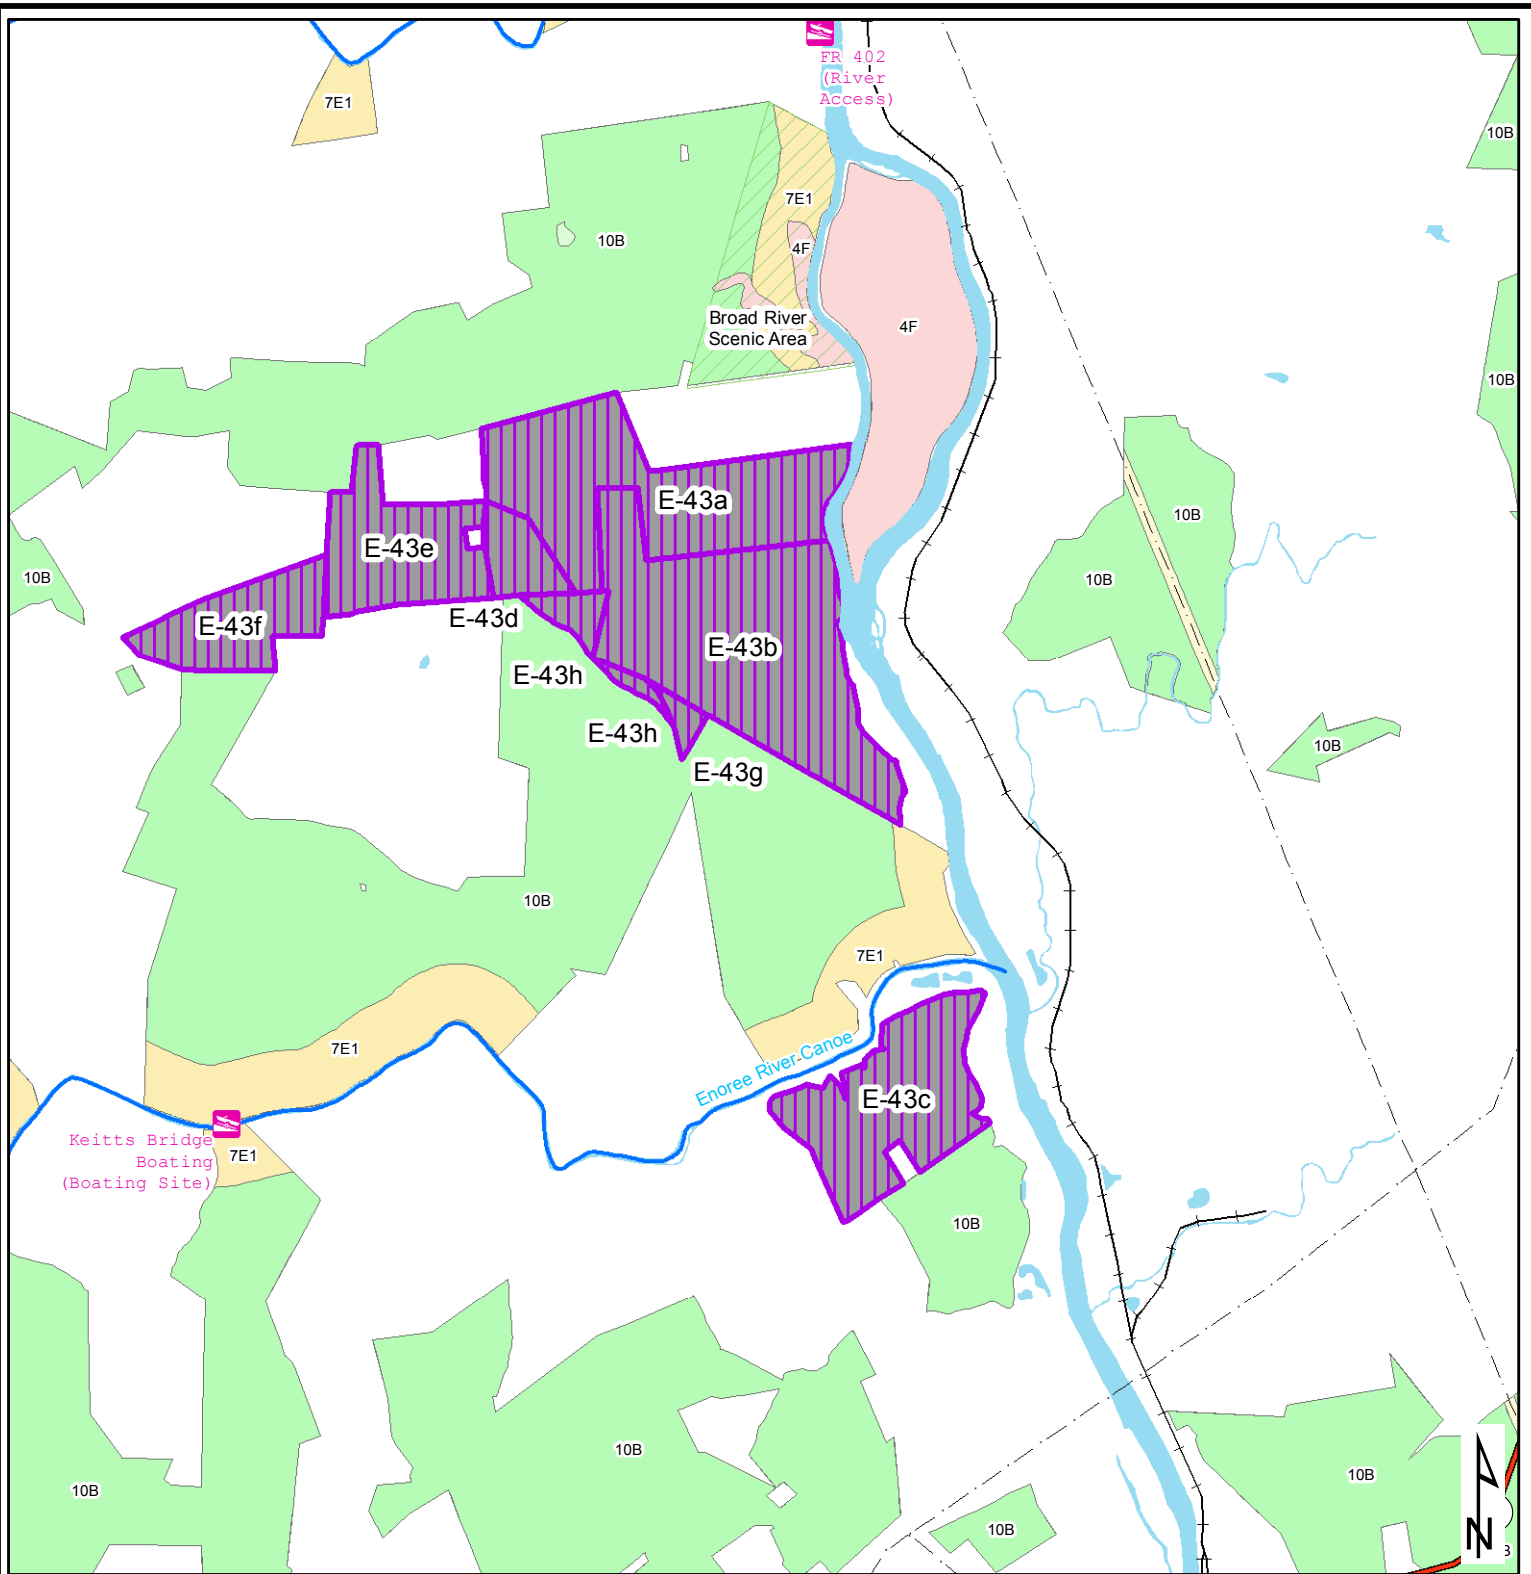 FR 402
(River
Access)
7E1
10B
7E1
10B
4F
Broad River
Scenic Area
4F
10B
E-43a
E-43e
10B
10B
10B
E-43f
E-43d
E-43b
E-43h
E-43h
E-43g
10B
10B
7E1
7E1
Enoree River Canoe
E-43c
Keitts Bridge
Boating
(Boating Site)
7E1
10B
10B
10B
10B
10B
N